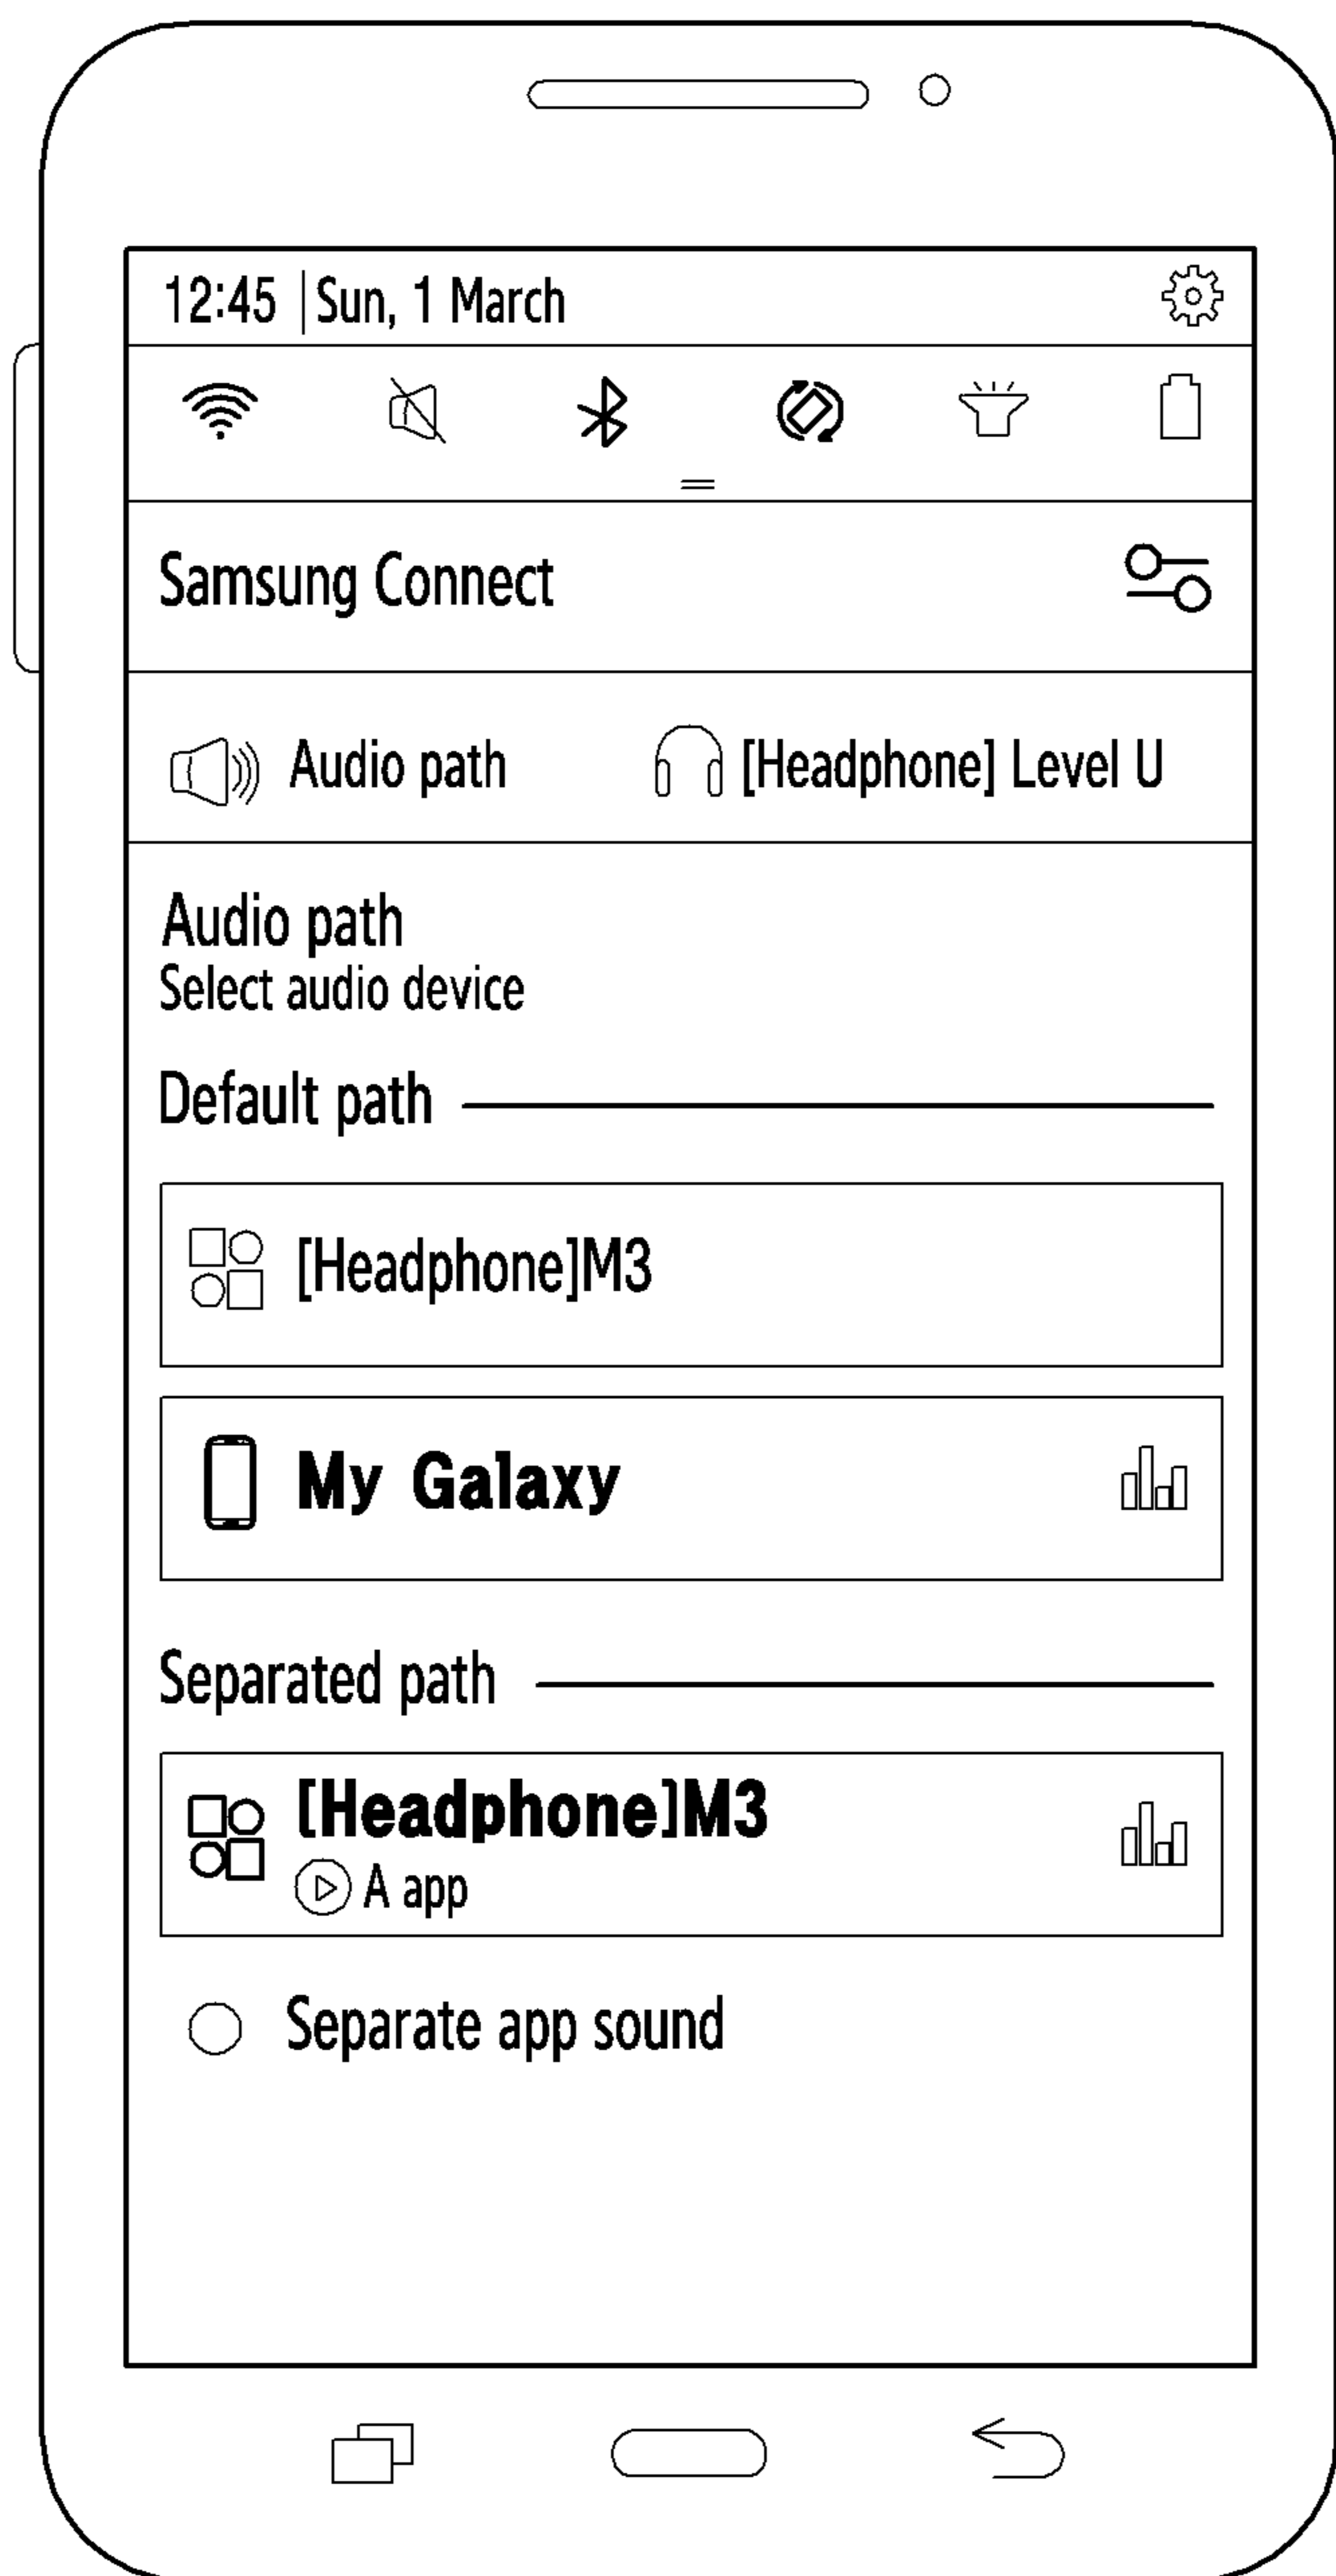 12:45 Sun, 1 March
Samsung Connect
Audio path [Headphone] Level U
Audio path
Select audio device
Default path
[Headphone]M3
My Galaxy
Separated path
[Headphone]M3
A app
Separate app sound